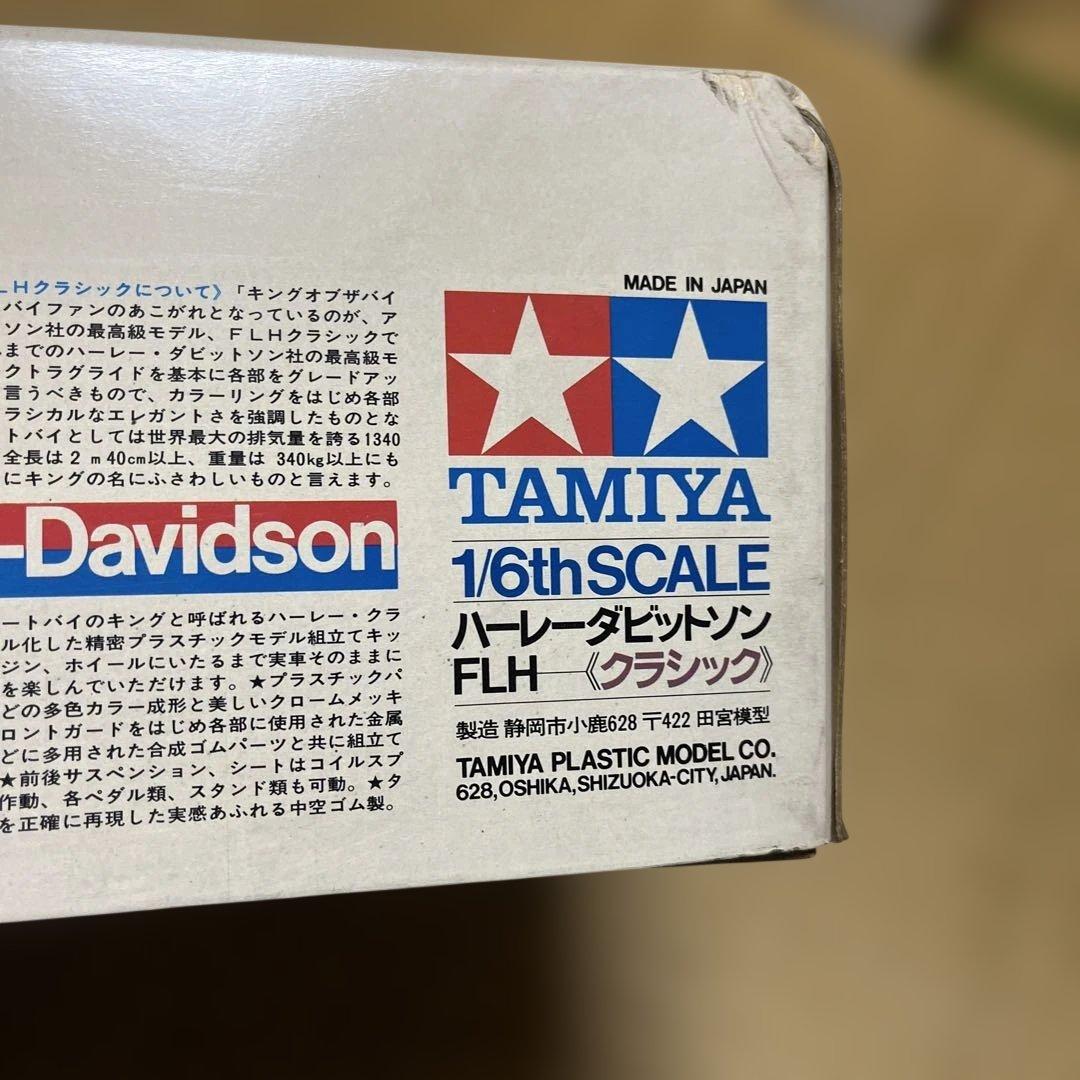 LHクラシックについて》「キングオブザバイ
バイファンのあこがれとなっているのが、ア
ソン社の最高級モデル、FLHクラシックで
までのハーレー・ダビットソン社の最高級モ
クトラグライドを基本に各部をグレードアッ
言うべきもので、カラーリングをはじめ各部
ラシカルなエレガントさを強調したものとな
トバイとしては世界最大の排気量を誇る1340
全長は2m40cm以上、重量は340kg以上にも
にキングの名にふさわしいものと言えます。
-Davidson
ートバイのキングと呼ばれるハーレー・クラ
ル化した精密プラスチックモデル組立てキッ
ジン、ホイールにいたるまで実車そのままに
を楽しんでいただけます。★プラスチックパ
どの多色カラー成形と美しいクロームメッキ
ロントガードをはじめ各部に使用された金属
どに多用された合成ゴムパーツと共に組立て
★前後サスペンション、シートはコイルスプ
作動、各ペダル類、スタンド類も可動。★タ
を正確に再現した実感あふれる中空ゴム製。
MADE IN JAPAN
TAMIYA
1/6th SCALE
ハーレーダビットソン
FLH—《クラシック》
製造 静岡市小鹿628 〒422 田宮模型
TAMIYA PLASTIC MODEL CO.
628, OSHIKA, SHIZUOKA-CITY, JAPAN.